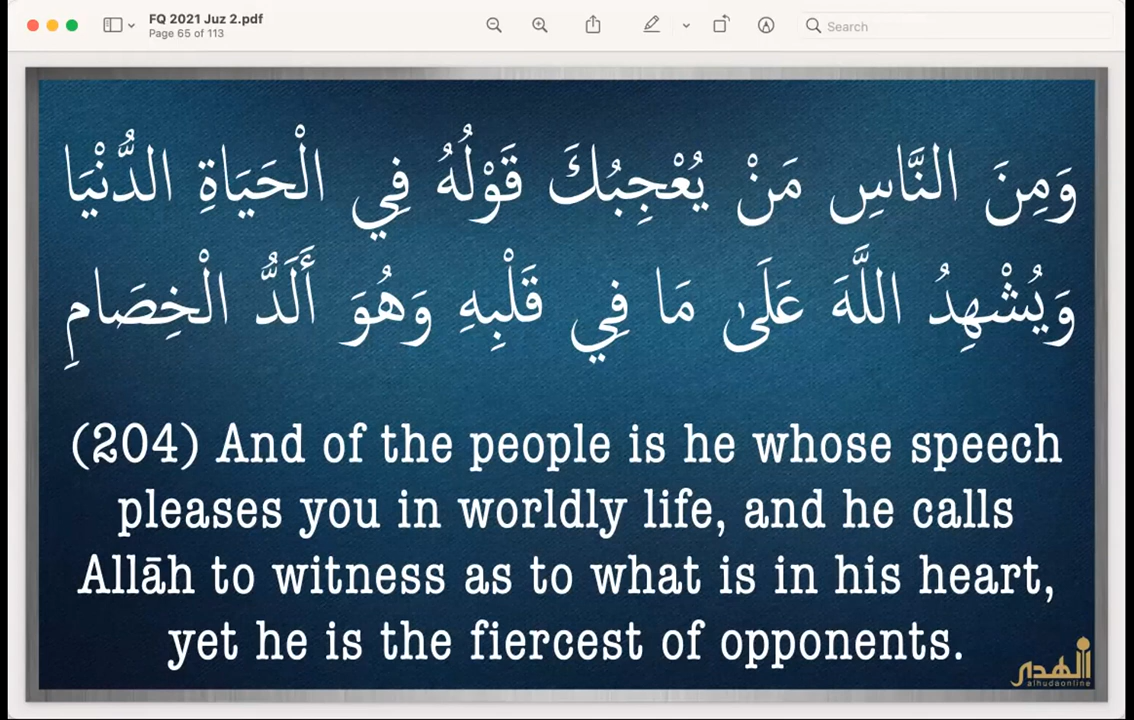 FQ 2021 Juz 2.pdf
Page 65 of 113
Search
وَمِنَ النَّاسِ مَنْ يُعْجِبُكَ قَوْلُهُ فِي الْحَيَاةِ الدُّنْيَا
وَيُشْهِدُ اللَّهَ عَلَىٰ مَا فِي قَلْبِهِ وَهُوَ أَلَدُّ الْخِصَامِ
(204) And of the people is he whose speech
pleases you in worldly life, and he calls
Allāh to witness as to what is in his heart,
yet he is the fiercest of opponents.
الهدى
alhudaonline